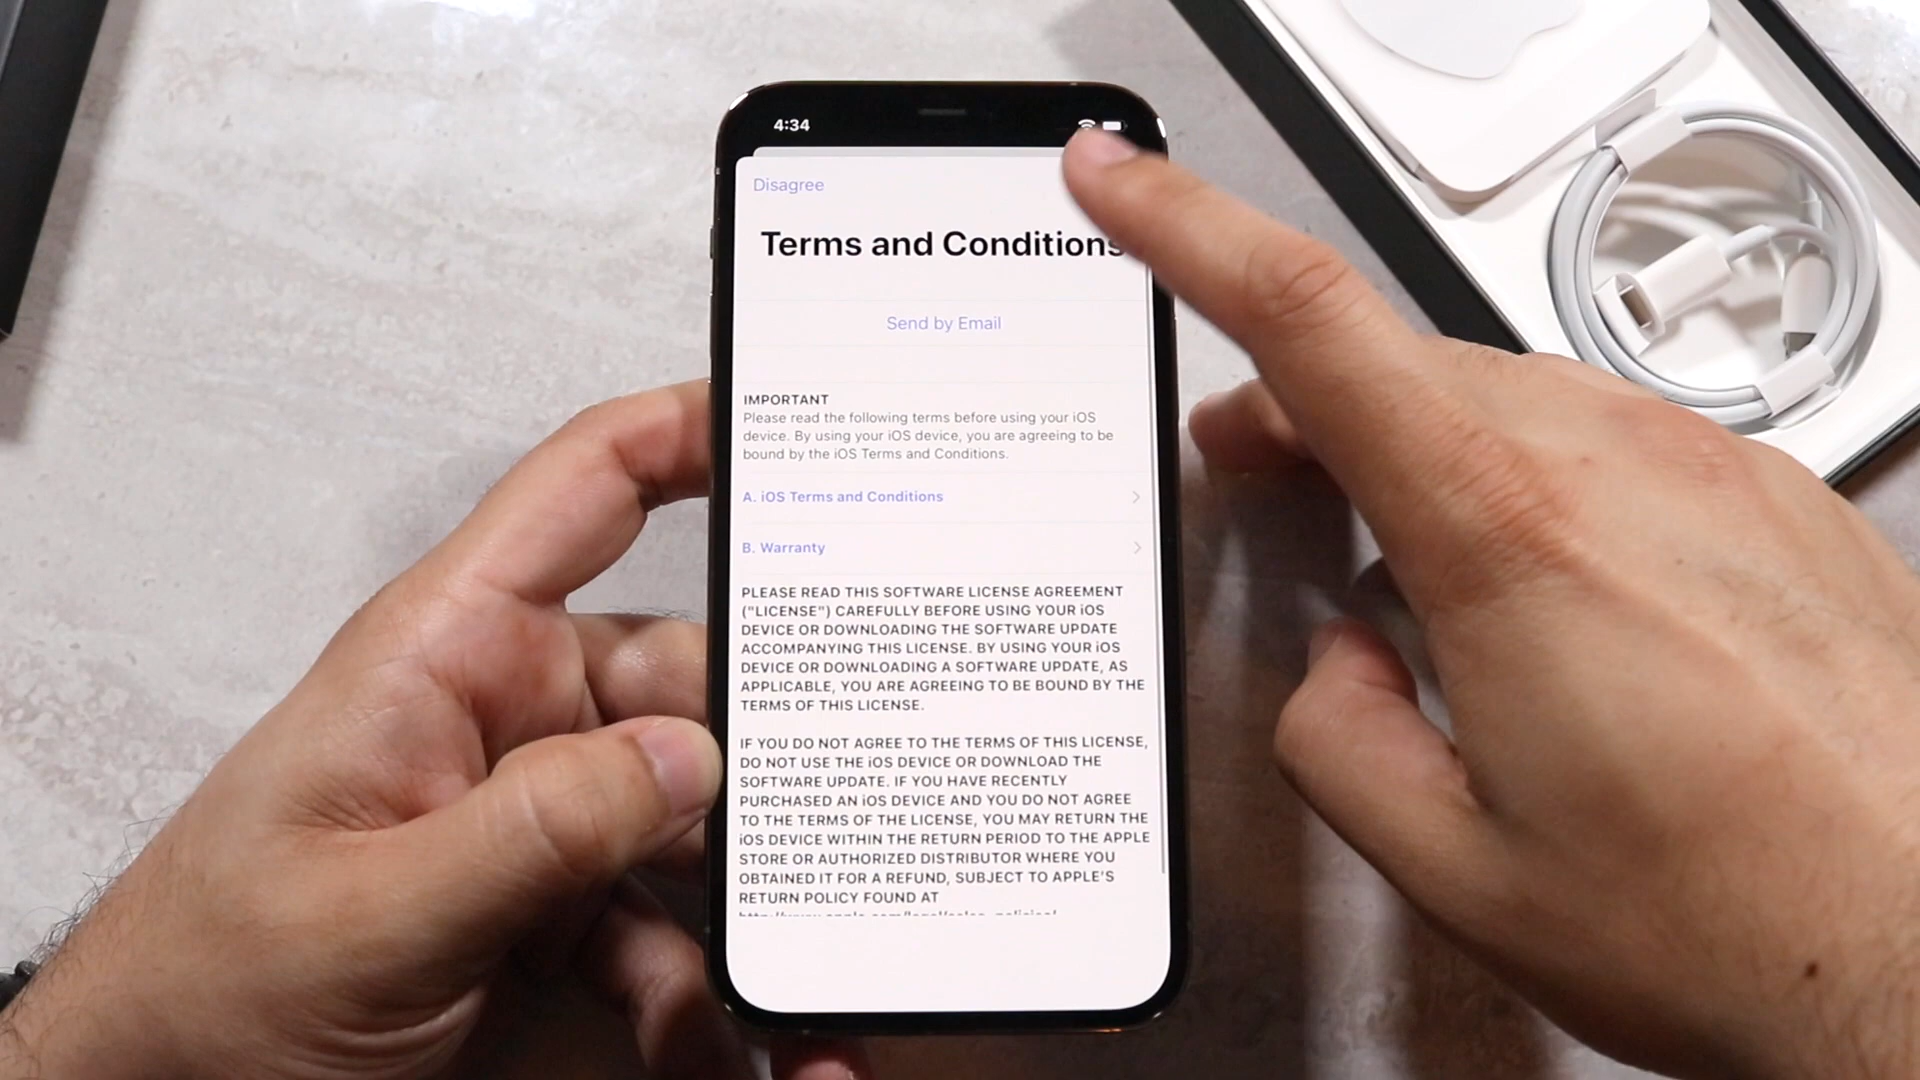 4:34
Disagree
Terms and Conditions
Send by Email
IMPORTANT
Please read the following terms before using your iOS
device. By using your iOS device, you are agreeing to be
bound by the iOS Terms and Conditions.
A. iOS Terms and Conditions
B. Warranty
PLEASE READ THIS SOFTWARE LICENSE AGREEMENT
("LICENSE") CAREFULLY BEFORE USING YOUR iOS
DEVICE OR DOWNLOADING THE SOFTWARE UPDATE
ACCOMPANYING THIS LICENSE. BY USING YOUR iOS
DEVICE OR DOWNLOADING A SOFTWARE UPDATE, AS
APPLICABLE, YOU ARE AGREEING TO BE BOUND BY THE
TERMS OF THIS LICENSE.
IF YOU DO NOT AGREE TO THE TERMS OF THIS LICENSE,
DO NOT USE THE iOS DEVICE OR DOWNLOAD THE
SOFTWARE UPDATE. IF YOU HAVE RECENTLY
PURCHASED AN iOS DEVICE AND YOU DO NOT AGREE
TO THE TERMS OF THE LICENSE, YOU MAY RETURN THE
iOS DEVICE WITHIN THE RETURN PERIOD TO THE APPLE
STORE OR AUTHORIZED DISTRIBUTOR WHERE YOU
OBTAINED IT FOR A REFUND, SUBJECT TO APPLE'S
RETURN POLICY FOUND AT